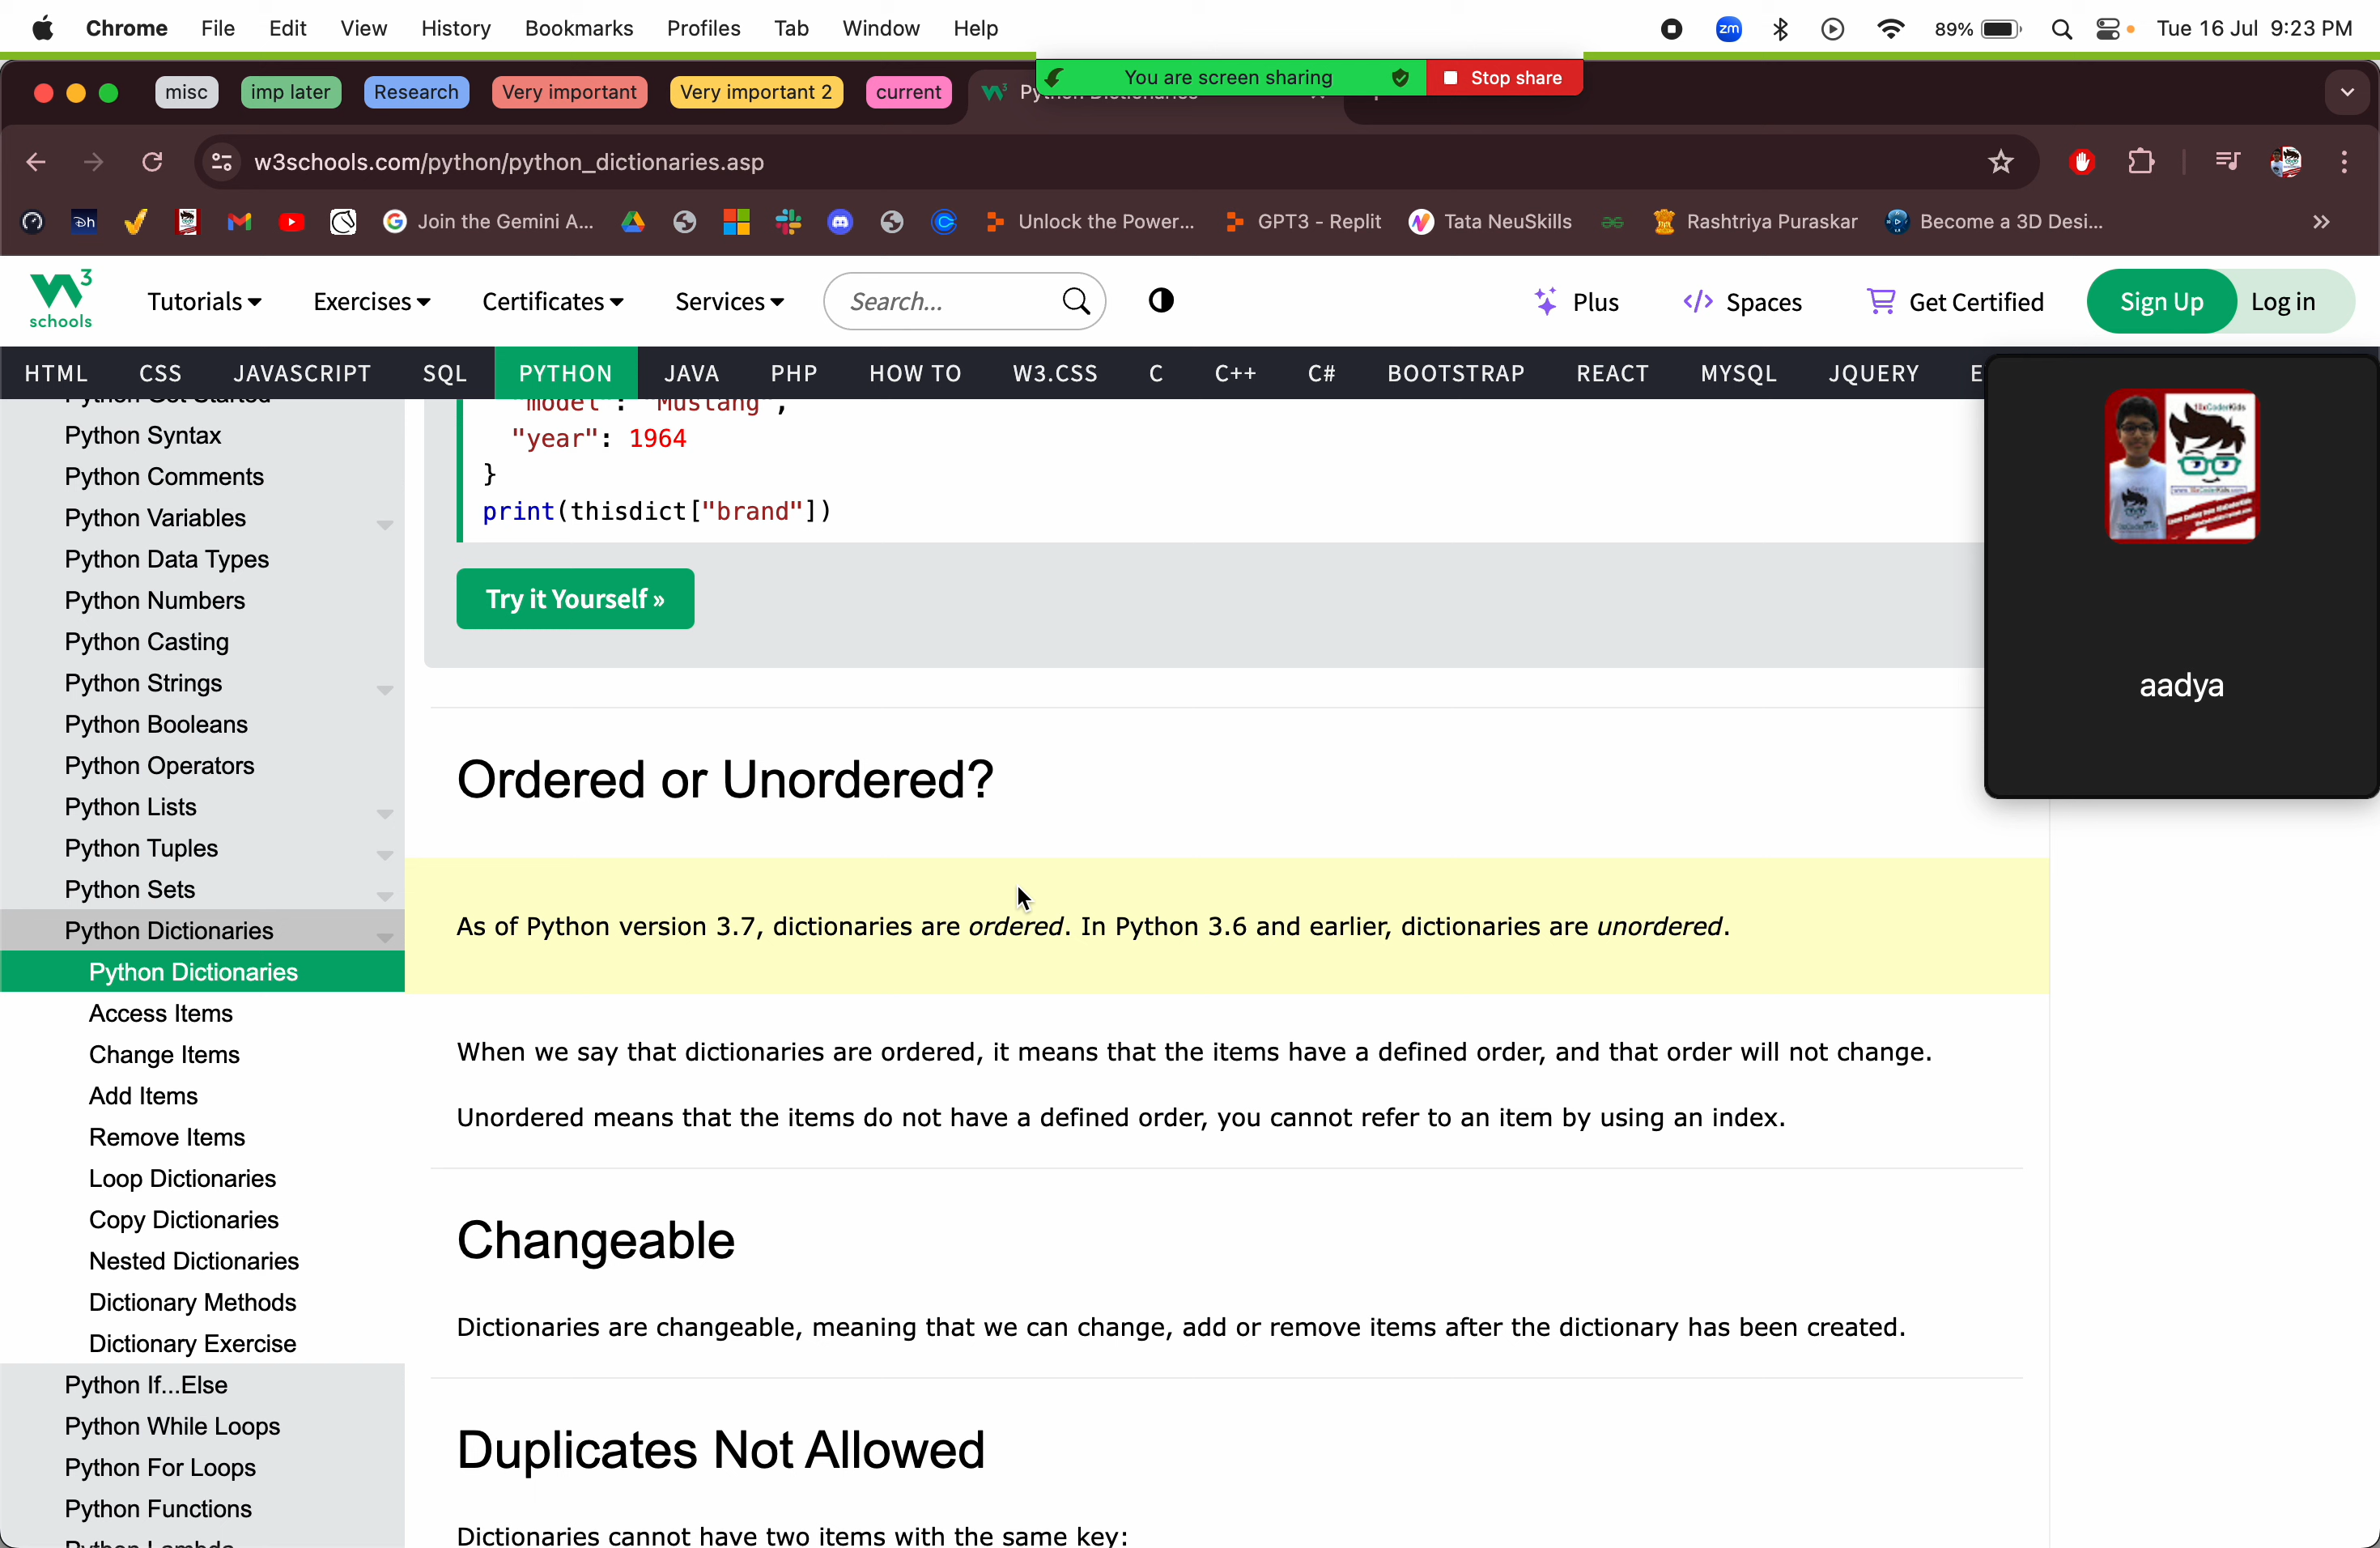 Chrome File Edit View History Bookmarks Profiles Tab Window Help zm 89% Tue 16 Jul 9:23 PM
You are screen sharing Stop share
misc imp later Research Very important Very important 2 current
w3schools.com/python/python_dictionaries.asp
Join the Gemini A... Unlock the Power... GPT3 - Replit Tata NeuSkills Rashtriya Puraskar Become a 3D Desi... »
W3 schools Tutorials Exercises Certificates Services Search... Plus </> Spaces Get Certified Sign Up Log in
HTML CSS JAVASCRIPT SQL PYTHON JAVA PHP HOW TO W3.CSS C C++ C# BOOTSTRAP REACT MYSQL JQUERY E
Python Syntax
Python Comments
Python Variables
Python Data Types
Python Numbers
Python Casting
Python Strings
Python Booleans
Python Operators
Python Lists
Python Tuples
Python Sets
Python Dictionaries
Python Dictionaries
Access Items
Change Items
Add Items
Remove Items
Loop Dictionaries
Copy Dictionaries
Nested Dictionaries
Dictionary Methods
Dictionary Exercise
Python If...Else
Python While Loops
Python For Loops
Python Functions
"model": "Mustang",
"year": 1964
}
print(thisdict["brand"])
Try it Yourself »
Ordered or Unordered?
As of Python version 3.7, dictionaries are ordered. In Python 3.6 and earlier, dictionaries are unordered.
When we say that dictionaries are ordered, it means that the items have a defined order, and that order will not change.
Unordered means that the items do not have a defined order, you cannot refer to an item by using an index.
Changeable
Dictionaries are changeable, meaning that we can change, add or remove items after the dictionary has been created.
Duplicates Not Allowed
Dictionaries cannot have two items with the same key:
aadya